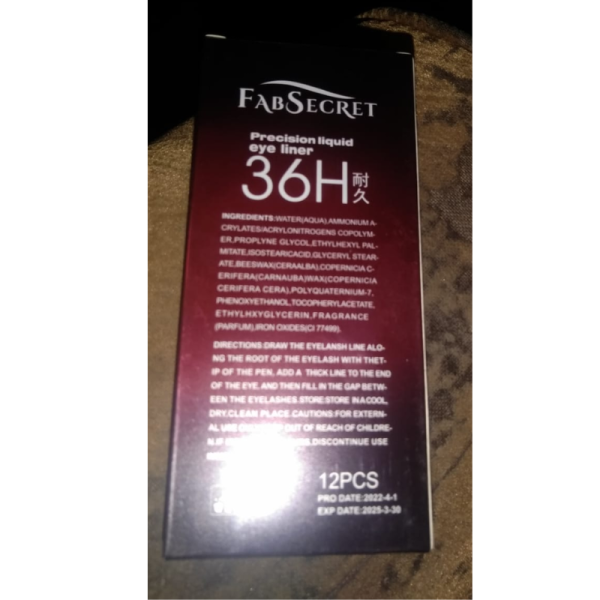 FABSECRET
Precision liquid
eye liner
36H耐久
INGREDIENTS:WATER(AQUA),AMMONIUM A-
CRYLATES/ACRYLONITROGENS COPOLYM-
ER,PROPLYNE GLYCOL,ETHYLHEXYL PAL-
MITATE,ISOSTEARICACID,GLYCERYL STEAR-
ATE,BEESWAX(CERAALBA),COPERNICIA C-
ERIFERA(CARNAUBA)WAX(COPERNICIA
CERIFERA CERA),POLYQUATERNIUM-7,
PHENOXYETHANOL,TOCOPHERYLACETATE,
ETHYLHXYGLYCERIN,FRAGRANCE
(PARFUM),IRON OXIDES(CI 77499).
DIRECTIONS:DRAW THE EYELANSH LINE ALO-
NG THE ROOT OF THE EYELASH WITH THET-
IP OF THE PEN, ADD A THICK LINE TO THE END
OF THE EYE, AND THEN FILL IN THE GAP BETW-
EEN THE EYELASHES.STORE:STORE IN A COOL,
DRY,CLEAN PLACE.CAUTIONS:FOR EXTERN-
AL USE OUT OF REACH OF CHILDRE-
N.IF DISCONTINUE USE
12PCS
PRO DATE:2022-4-1
EXP DATE:2025-3-30